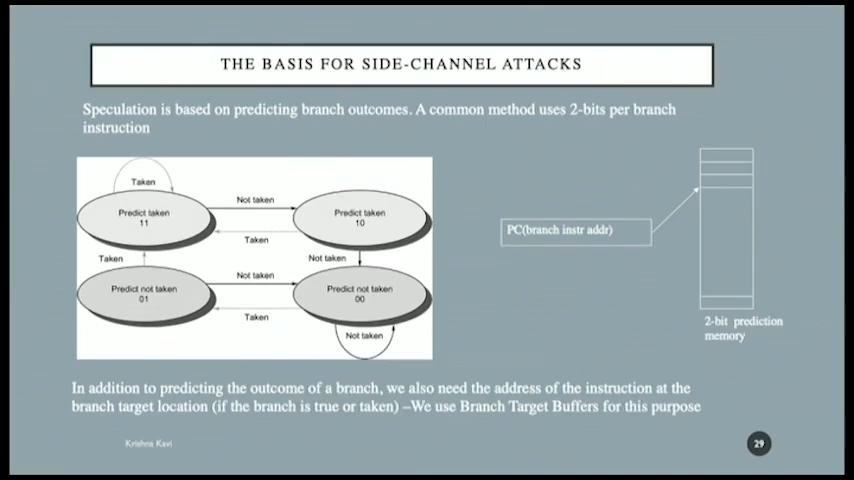 THE BASIS FOR SIDE-CHANNEL ATTACKS
Speculation is based on predicting branch outcomes. A common method uses 2-bits per branch
instruction
Taken
Not taken
Predict taken
11
Predict taken
10
Taken
Taken
Not taken
Not taken
Predict not taken
01
Predict not taken
00
Taken
Not taken
PC(branch instr addr)
2-bit prediction
memory
In addition to predicting the outcome of a branch, we also need the address of the instruction at the
branch target location (if the branch is true or taken) –We use Branch Target Buffers for this purpose
Krishna Kavi
29